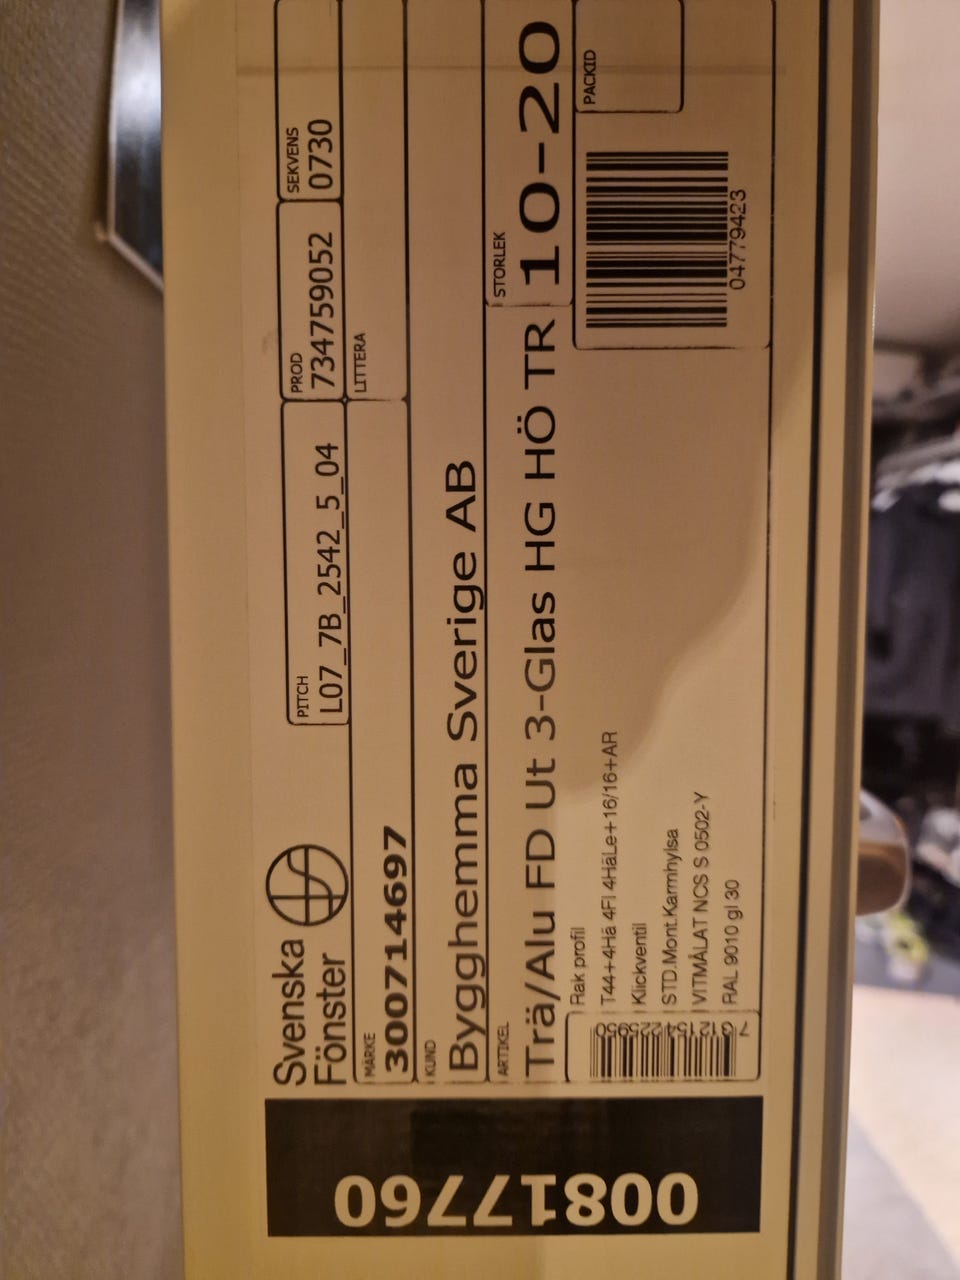 Svenska
Fönster
PITCH
L07_7B_2542_5_04
PROD
734759052
SEKVENS
0730
MÄRKE
3007714697
LITTERA
KUND
Bygghemma Sverige AB
ARTIKEL
Trä/Alu FD Ut 3-Glas HG HÖ TR
STORLEK
10-20
Rak profil
T44+4Hä 4Fl 4HäLe+16/16+AR
Klickventil
STD.Mont.Karmhylsa
VITMÅLAT NCS S 0502-Y
RAL 9010 gl 30
PACKID
04779423
00817760